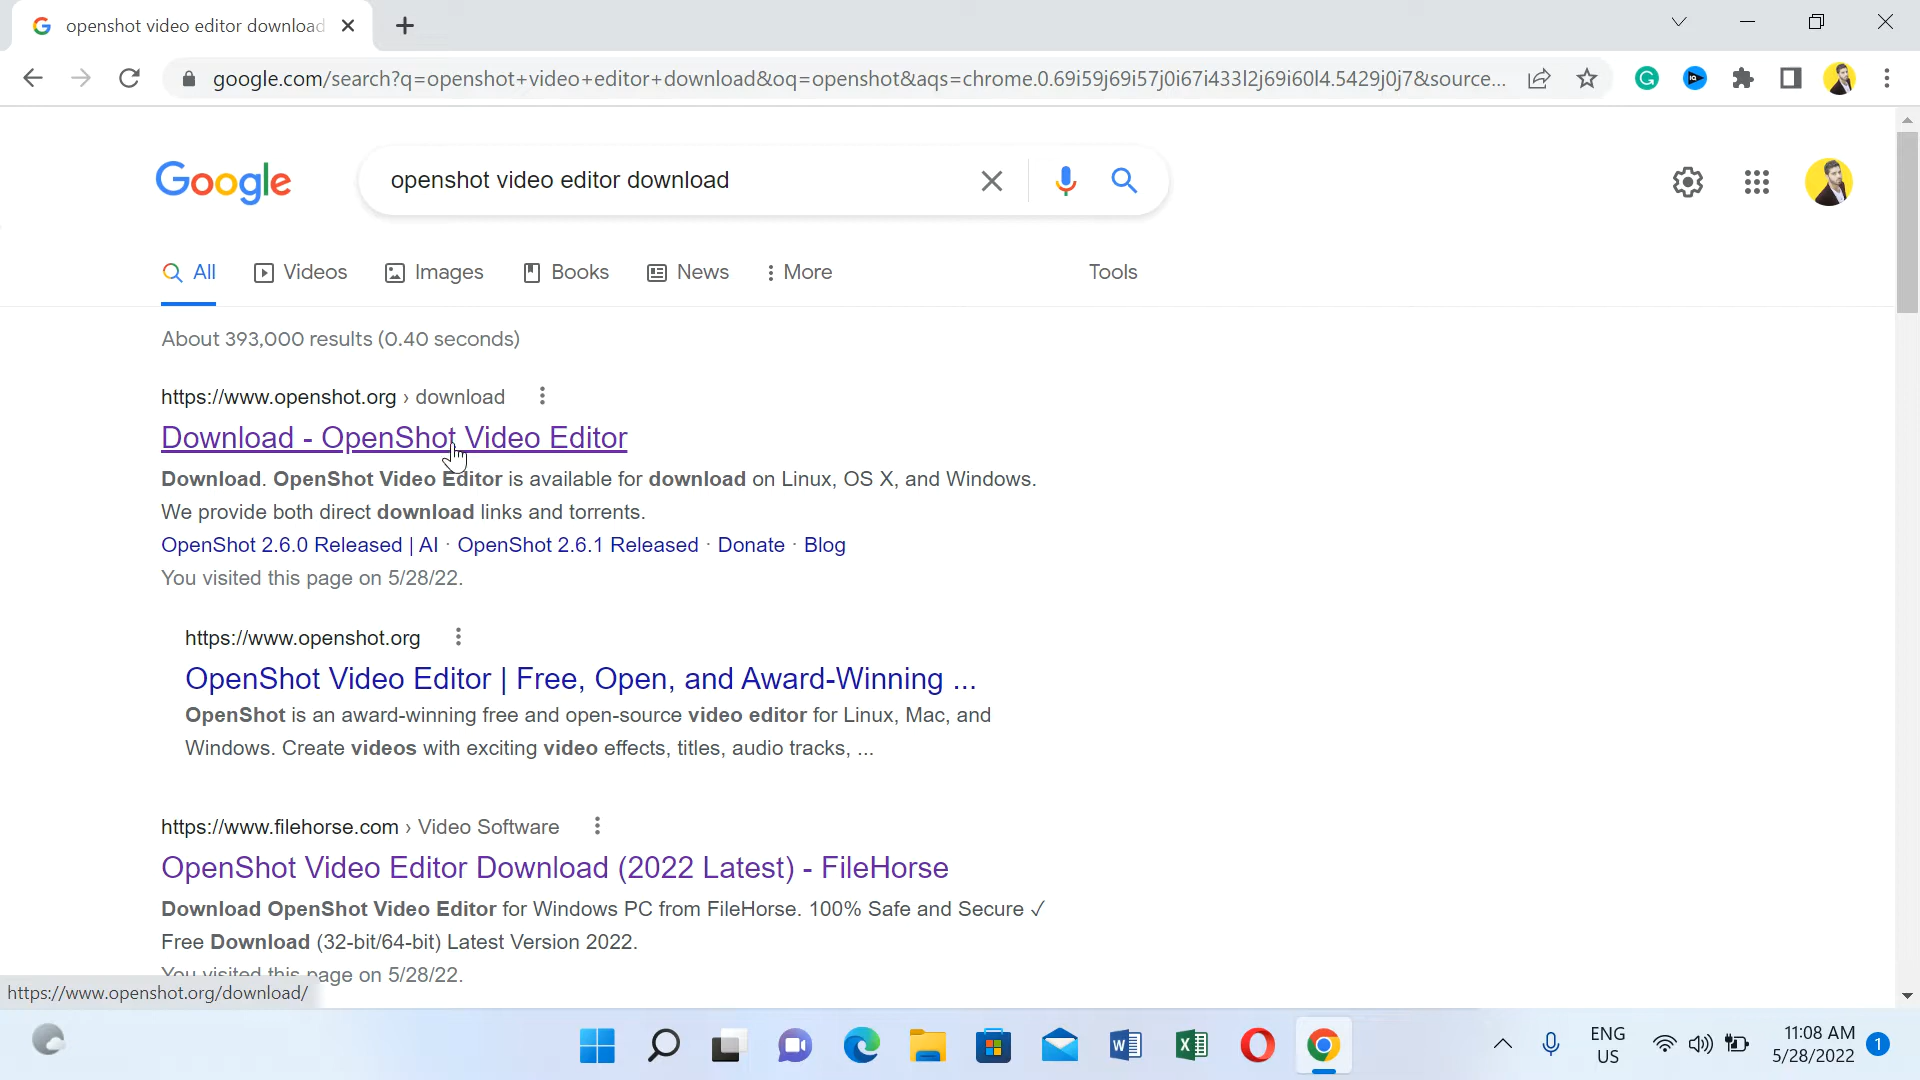 openshot video editor download
google.com/search?q=openshot+video+editor+download&oq=openshot&aqs=chrome.0.69i59j69i57j0i67i433l2j69i60l4.5429j0j7&source...
Google
openshot video editor download
All
Videos
Images
Books
News
More
Tools
About 393,000 results (0.40 seconds)
https://www.openshot.org › download
Download - OpenShot Video Editor
Download. OpenShot Video Editor is available for download on Linux, OS X, and Windows.
We provide both direct download links and torrents.
OpenShot 2.6.0 Released | AI · OpenShot 2.6.1 Released · Donate · Blog
You visited this page on 5/28/22.
https://www.openshot.org
OpenShot Video Editor | Free, Open, and Award-Winning ...
OpenShot is an award-winning free and open-source video editor for Linux, Mac, and
Windows. Create videos with exciting video effects, titles, audio tracks, ...
https://www.filehorse.com › Video Software
OpenShot Video Editor Download (2022 Latest) - FileHorse
Download OpenShot Video Editor for Windows PC from FileHorse. 100% Safe and Secure ✓
Free Download (32-bit/64-bit) Latest Version 2022.
You visited this page on 5/28/22.
https://www.openshot.org/download/
ENG
US
11:08 AM
5/28/2022
1